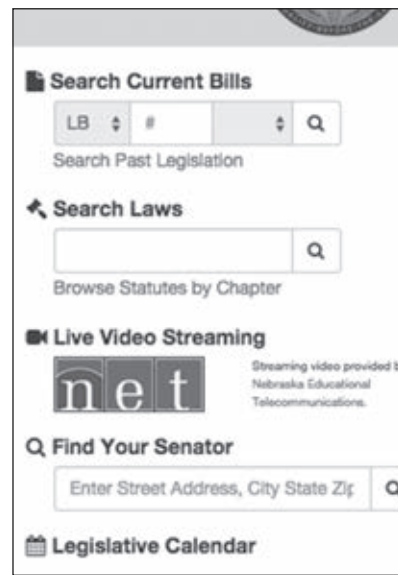 Search Current Bills
LB #
Search Past Legislation
Search Laws
Browse Statutes by Chapter
Live Video Streaming
net
Streaming video provided b
Nebraska Educational
Telecommunications.
Find Your Senator
Enter Street Address, City State Zip
Legislative Calendar